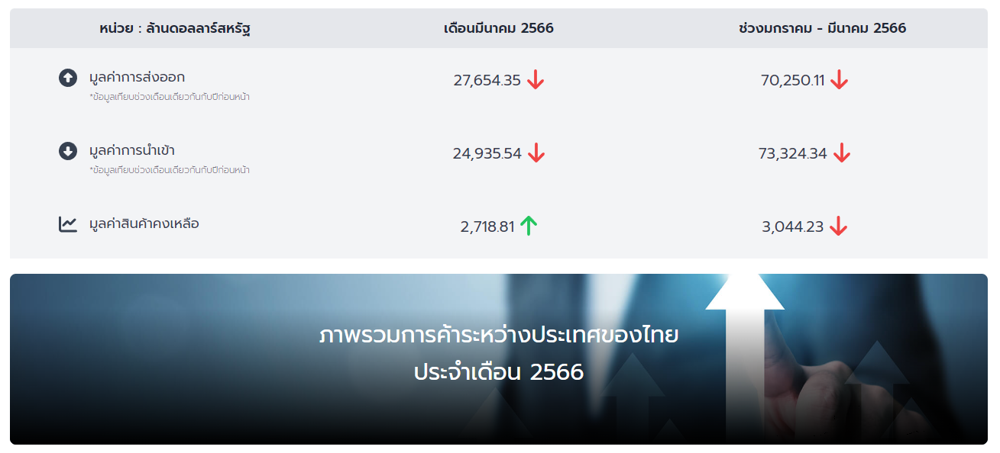 หน่วย : ล้านดอลลาร์สหรัฐ เดือนมีนาคม 2566 ช่วงมกราคม - มีนาคม 2566
มูลค่าการส่งออก 27,654.35 70,250.11
*ข้อมูลเทียบช่วงเดือนเดียวกันกับปีก่อนหน้า
มูลค่าการนำเข้า 24,935.54 73,324.34
*ข้อมูลเทียบช่วงเดือนเดียวกันกับปีก่อนหน้า
มูลค่าสินค้าคงเหลือ 2,718.81 3,044.23
ภาพรวมการค้าระหว่างประเทศของไทย
ประจำเดือน 2566